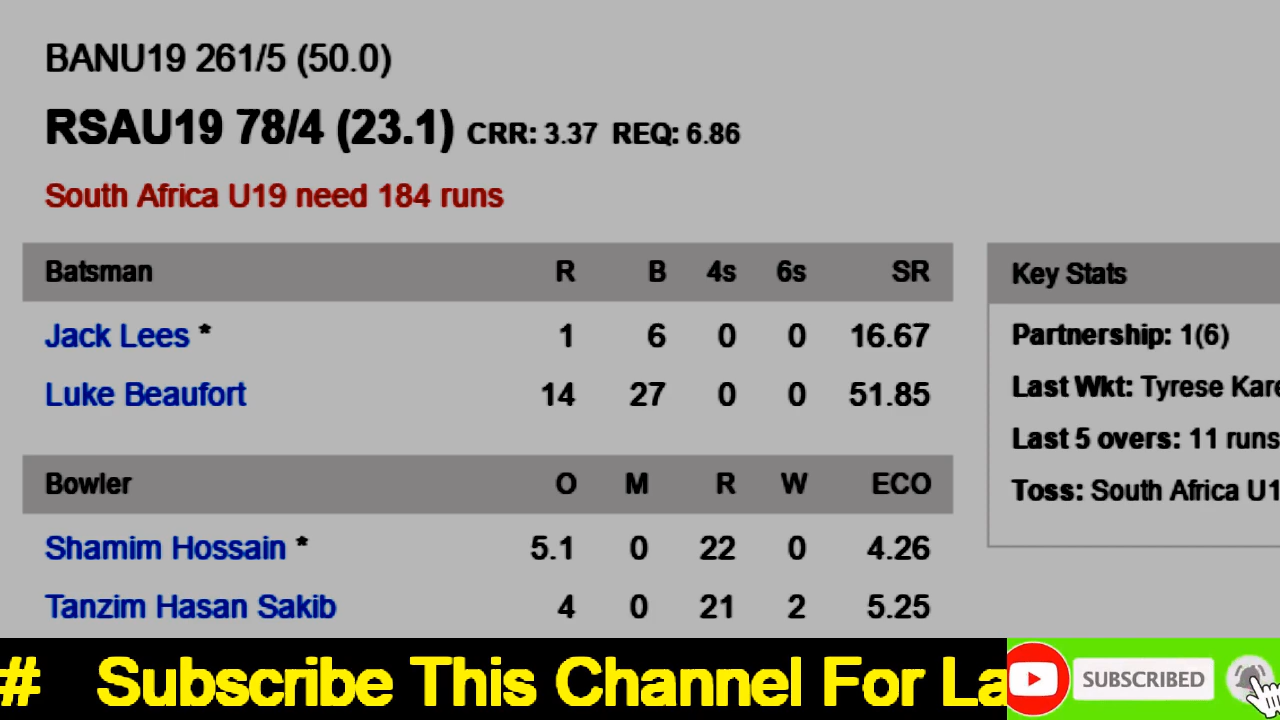 BANU19 261/5 (50.0)
RSAU19 78/4 (23.1) CRR: 3.37 REQ: 6.86
South Africa U19 need 184 runs
Batsman R B 4s 6s SR
Jack Lees * 1 6 0 0 16.67
Luke Beaufort 14 27 0 0 51.85
Bowler O M R W ECO
Shamim Hossain * 5.1 0 22 0 4.26
Tanzim Hasan Sakib 4 0 21 2 5.25
Key Stats
Partnership: 1(6)
Last Wkt: Tyrese Kare
Last 5 overs: 11 runs
Toss: South Africa U1
# Subscribe This Channel For La
SUBSCRIBED